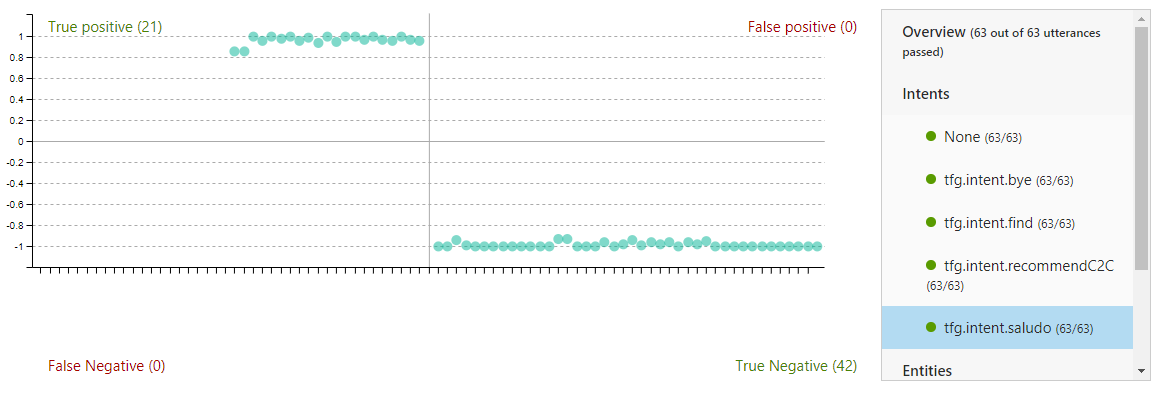 True positive (21)
False positive (0)
1
0.8
0.6
0.4
0.2
0
-0.2
-0.4
-0.6
-0.8
-1
False Negative (0)
True Negative (42)
Overview (63 out of 63 utterances
passed)
Intents
None (63/63)
tfg.intent.bye (63/63)
tfg.intent.find (63/63)
tfg.intent.recommendC2C
(63/63)
tfg.intent.saludo (63/63)
Entities